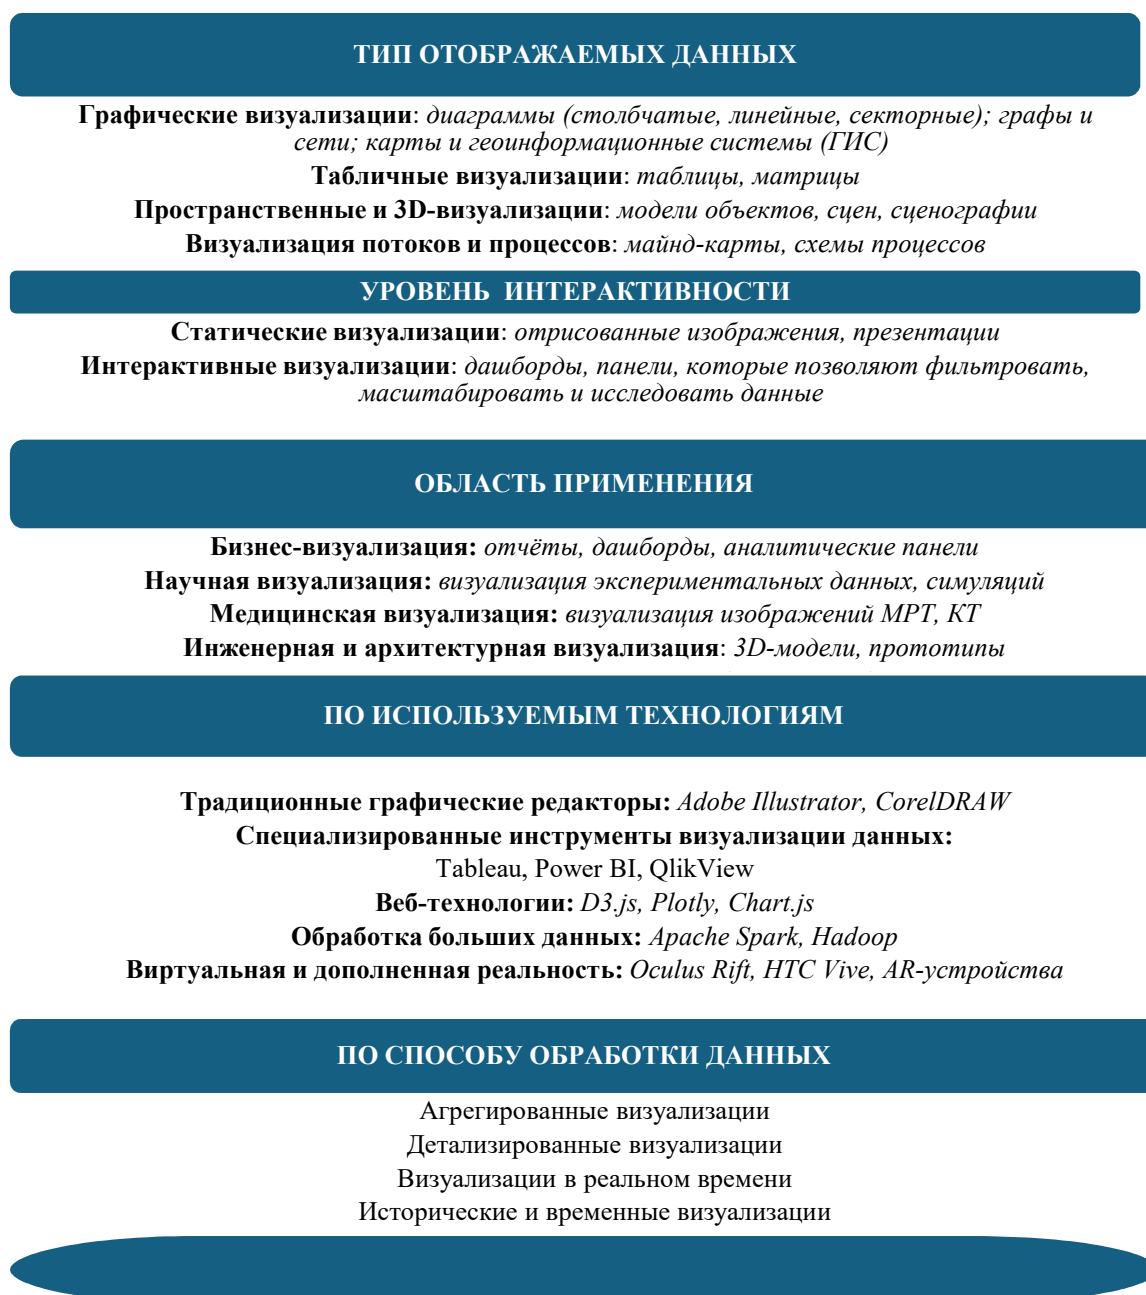 ТИП ОТОБРАЖАЕМЫХ ДАННЫХ
Графические визуализации: диаграммы (столбчатые, линейные, секторные); графы и
сети; карты и геоинформационные системы (ГИС)
Табличные визуализации: таблицы, матрицы
Пространственные и 3D-визуализации: модели объектов, сцен, сценографии
Визуализация потоков и процессов: майнд-карты, схемы процессов
УРОВЕНЬ ИНТЕРАКТИВНОСТИ
Статические визуализации: отрисованные изображения, презентации
Интерактивные визуализации: дашборды, панели, которые позволяют фильтровать,
масштабировать и исследовать данные
ОБЛАСТЬ ПРИМЕНЕНИЯ
Бизнес-визуализация: отчёты, дашборды, аналитические панели
Научная визуализация: визуализация экспериментальных данных, симуляций
Медицинская визуализация: визуализация изображений МРТ, КТ
Инженерная и архитектурная визуализация: 3D-модели, прототипы
ПО ИСПОЛЬЗУЕМЫМ ТЕХНОЛОГИЯМ
Традиционные графические редакторы: Adobe Illustrator, CorelDRAW
Специализированные инструменты визуализации данных:
Tableau, Power BI, QlikView
Веб-технологии: D3.js, Plotly, Chart.js
Обработка больших данных: Apache Spark, Hadoop
Виртуальная и дополненная реальность: Oculus Rift, HTC Vive, AR-устройства
ПО СПОСОБУ ОБРАБОТКИ ДАННЫХ
Агрегированные визуализации
Детализированные визуализации
Визуализации в реальном времени
Исторические и временные визуализации